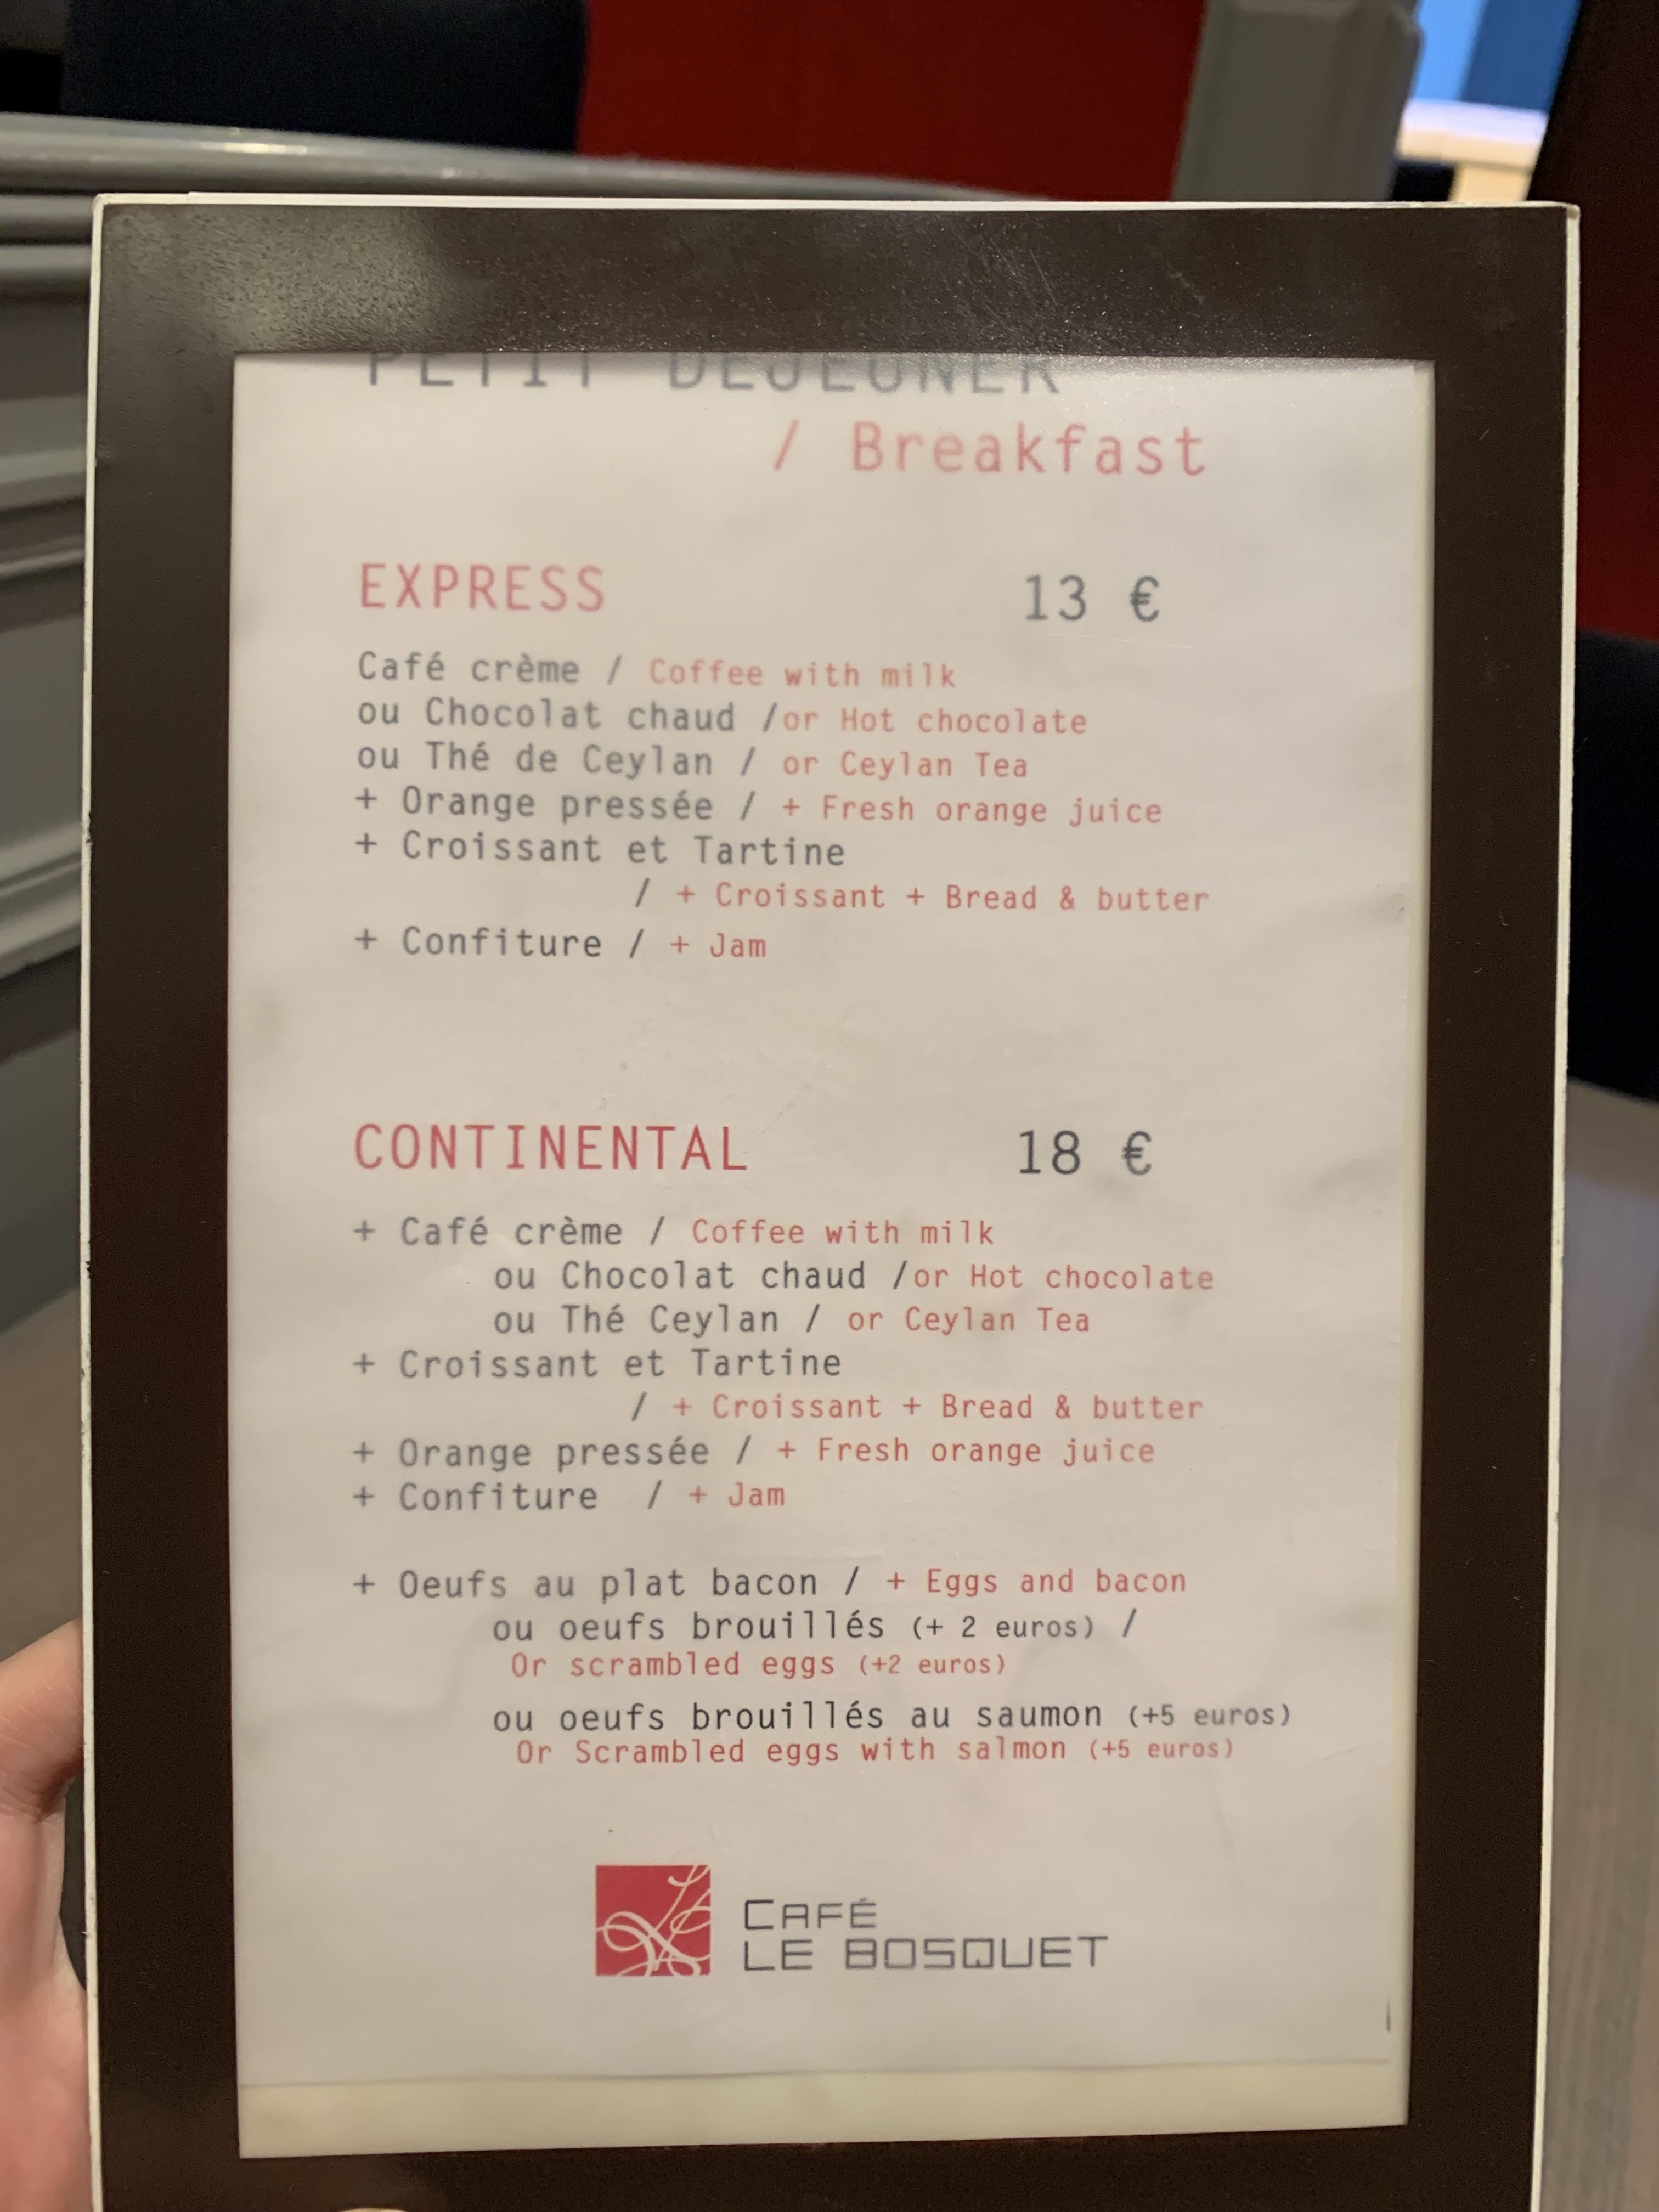 PETIT DEJEUNER
/ Breakfast
EXPRESS 13 €
Café crème / Coffee with milk
ou Chocolat chaud /or Hot chocolate
ou Thé de Ceylan / or Ceylan Tea
+ Orange pressée / + Fresh orange juice
+ Croissant et Tartine
/ + Croissant + Bread & butter
+ Confiture / + Jam
CONTINENTAL 18 €
+ Café crème / Coffee with milk
ou Chocolat chaud /or Hot chocolate
ou Thé Ceylan / or Ceylan Tea
+ Croissant et Tartine
/ + Croissant + Bread & butter
+ Orange pressée / + Fresh orange juice
+ Confiture / + Jam
+ Oeufs au plat bacon / + Eggs and bacon
ou oeufs brouillés (+ 2 euros) /
Or scrambled eggs (+2 euros)
ou oeufs brouillés au saumon (+5 euros)
Or Scrambled eggs with salmon (+5 euros)
CAFÉ
LE BOSQUET